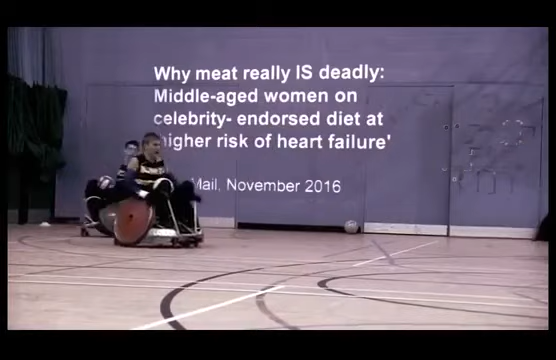 Why meat really IS deadly:
Middle-aged women on
celebrity- endorsed diet at
higher risk of heart failure'
Mail, November 2016